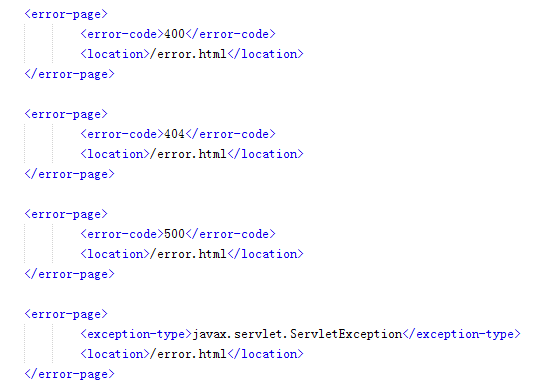 <error-page>
<error-code>400</error-code>
<location>/error.html</location>
</error-page>
<error-page>
<error-code>404</error-code>
<location>/error.html</location>
</error-page>
<error-page>
<error-code>500</error-code>
<location>/error.html</location>
</error-page>
<error-page>
<exception-type>javax.servlet.ServletException</exception-type>
<location>/error.html</location>
</error-page>